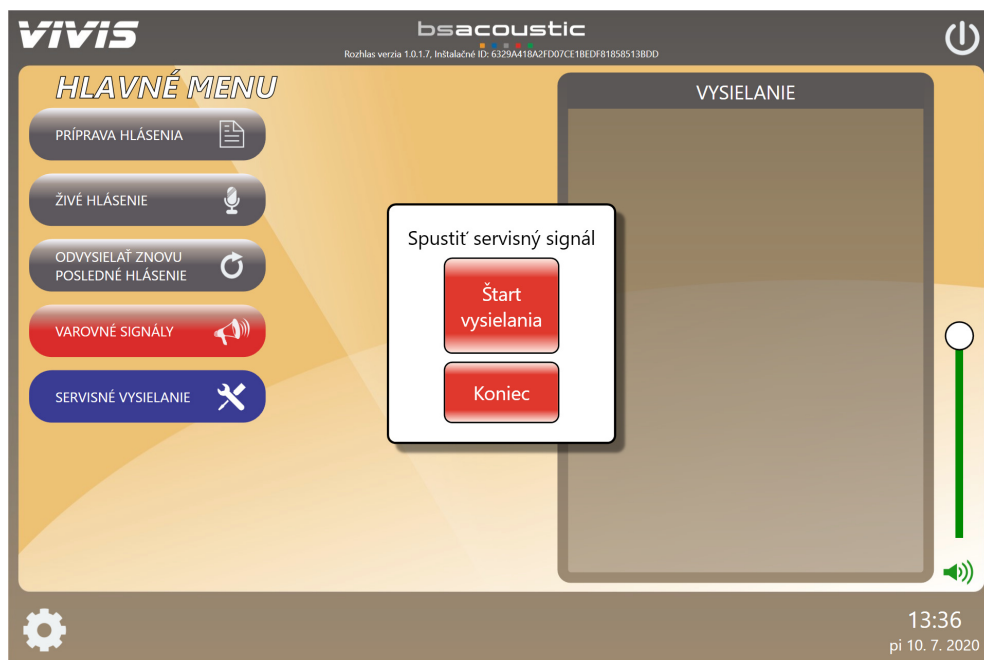 VIVIS
bsacoustic
Rozhlas verzia 1.0.1.7, Inštalačné ID: 6329A418A2FD07CE1BEDF81858513BDD
HLAVNÉ MENU
PRÍPRAVA HLÁSENIA
ŽIVÉ HLÁSENIE
ODVYSIELAŤ ZNOVU
POSLEDNÉ HLÁSENIE
VAROVNÉ SIGNÁLY
SERVISNÉ VYSIELANIE
Spustiť servisný signál
Štart
vysielania
Koniec
VYSIELANIE
13:36
pi 10. 7. 2020